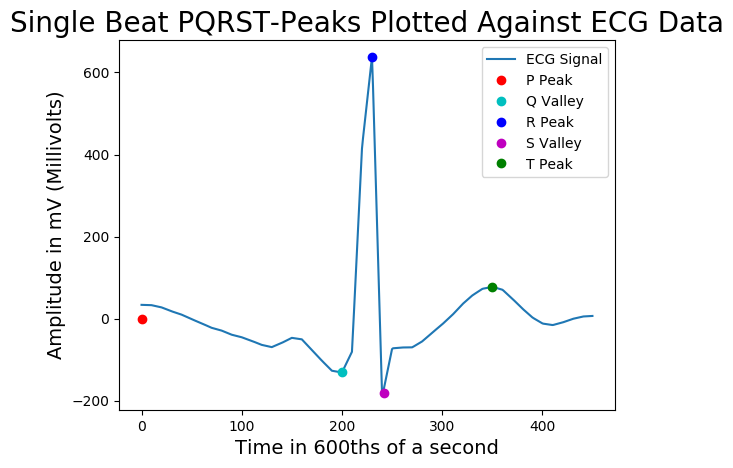 Single Beat PQRST-Peaks Plotted Against ECG Data
Amplitude in mV (Millivolts)
600
400
200
0
−200
ECG Signal
P Peak
Q Valley
R Peak
S Valley
T Peak
0 100 200 300 400
Time in 600ths of a second